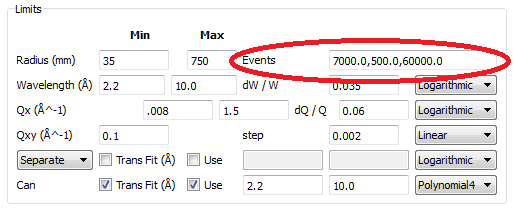 Limits
Min Max
Radius (mm) 35 750 Events 7000.0,500.0,60000.0
Wavelength (Å) 2.2 10.0 dW / W 0.035 Logarithmic
Qx (Å^-1) .008 1.5 dQ / Q 0.06 Logarithmic
Qxy (Å^-1) 0.1 step 0.002 Linear
Separate Trans Fit (Å) Use Logarithmic
Can Trans Fit (Å) Use 2.2 10.0 Polynomial4